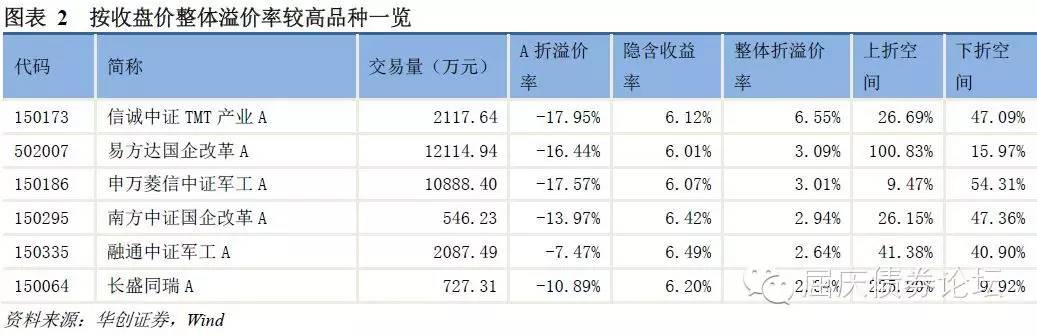 图表 2 按收盘价整体溢价率较高品种一览
代码 简称 交易量（万元） A 折溢价率 隐含收益率 整体折溢价率 上折空间 下折空间
150173 信诚中证 TMT 产业 A 2117.64 -17.95% 6.12% 6.55% 26.69% 47.09%
502007 易方达国企改革 A 12114.94 -16.44% 6.01% 3.09% 100.83% 15.97%
150186 申万菱信中证军工 A 10888.40 -17.57% 6.07% 3.01% 9.47% 54.31%
150295 南方中证国企改革 A 546.23 -13.97% 6.42% 2.94% 26.15% 47.36%
150335 融通中证军工 A 2087.49 -7.47% 6.49% 2.64% 41.38% 40.90%
150064 长盛同瑞 A 727.31 -10.89% 6.20% 9.92%
屈庆债券论坛
资料来源：华创证券，Wind